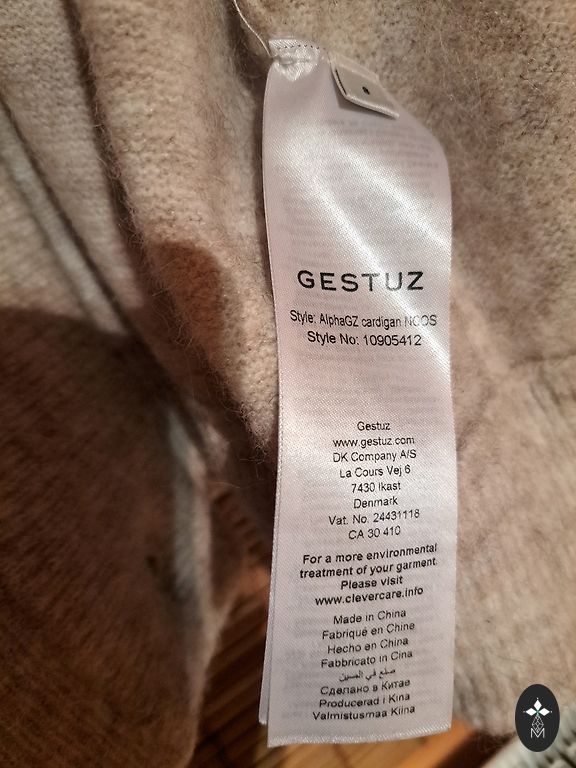 GESTUZ
Style: AlphaGZ cardigan NOOS
Style No: 10905412
Gestuz
www.gestuz.com
DK Company A/S
La Cours Vej 6
7430 Ikast
Denmark
Vat. No. 24431118
CA 30 410
For a more environmental
treatment of your garment
Please visit
www.clevercare.info
Made in China
Fabriqué en Chine
Hecho en China
Fabbricato in Cina
صنع في الصين
Сделано в Китае
Producerad i Kina
Valmistusmaa Kiina
M